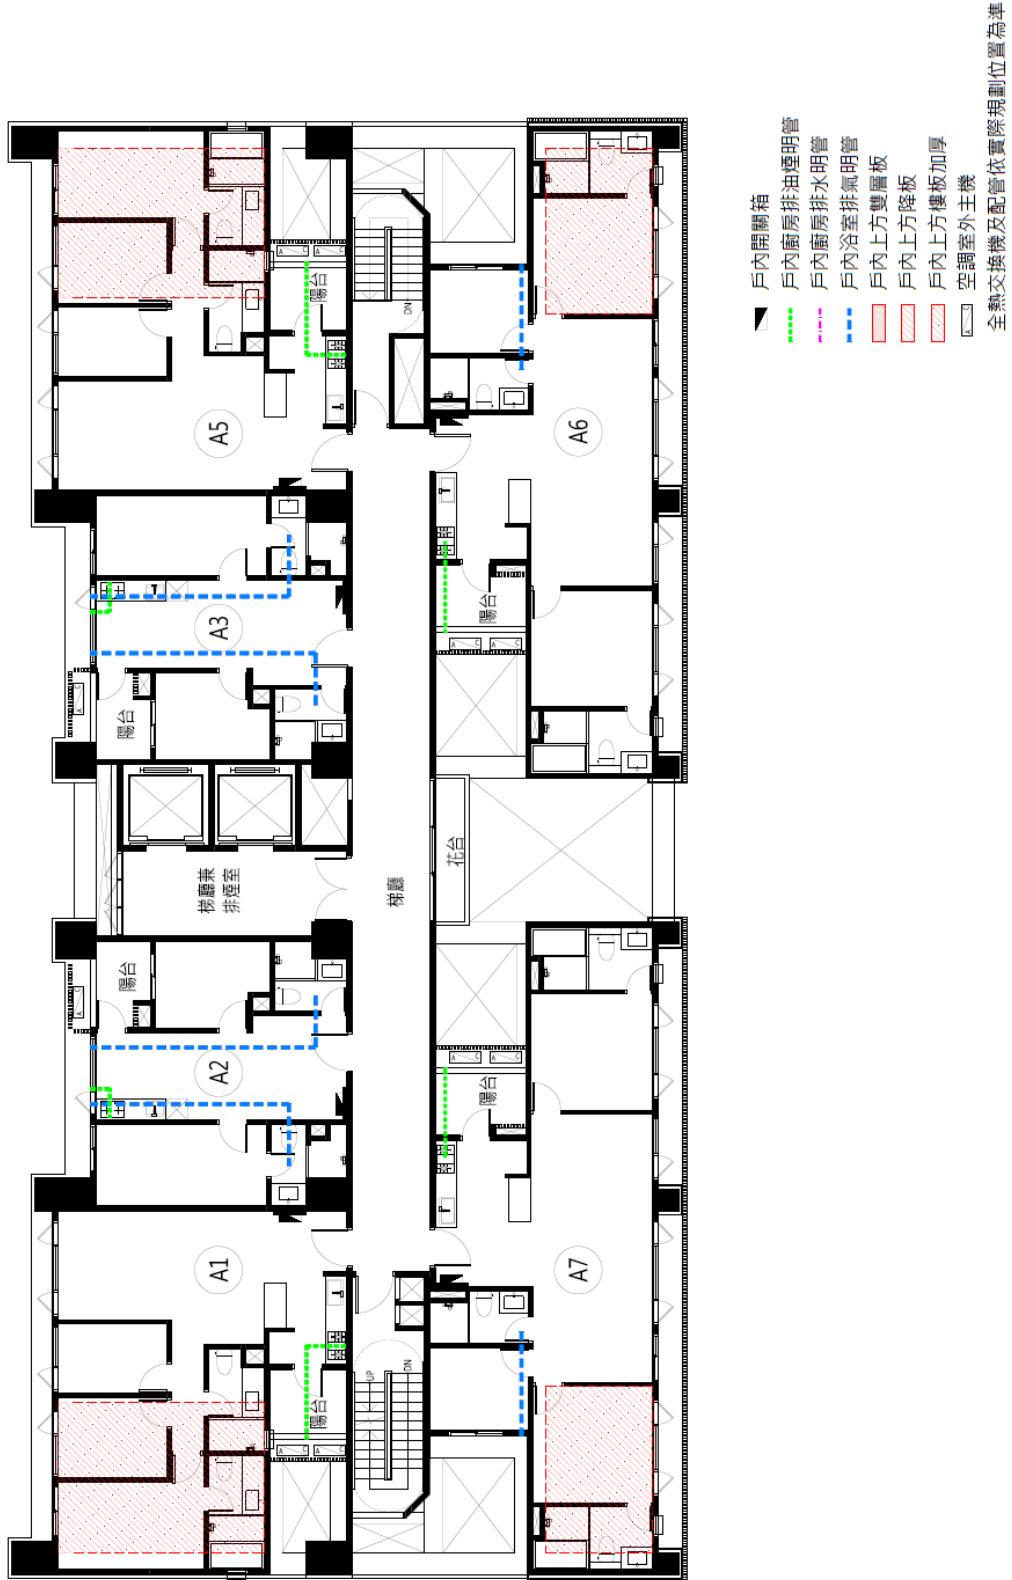 戶內開關箱
戶內廚房排油煙明管
戶內廚房排水明管
戶內浴室排氣明管
戶內上方雙層板
戶內上方降板
戶內上方樓板加厚
空調室外主機
全熱交換機及配管依實際規劃位置為準
A5
陽台
DN
A6
陽台
A3
陽台
梯廳兼
排煙室
梯廳
花台
陽台
A2
陽台
A1
陽台
UP
DN
A7
A C
A C
A C
A C
A C
A C
A C
A C
A C
A C
A C